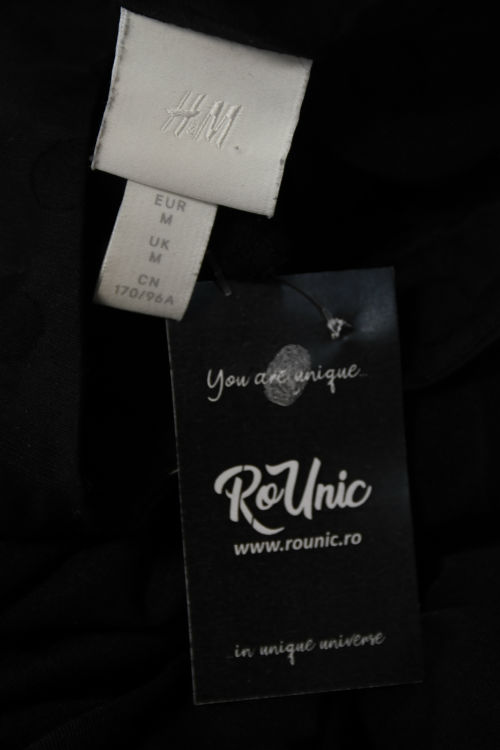 H&M
EUR
M
UK
M
CN
170/96A
You are unique...
RoUnic
www.rounic.ro
in unique universe